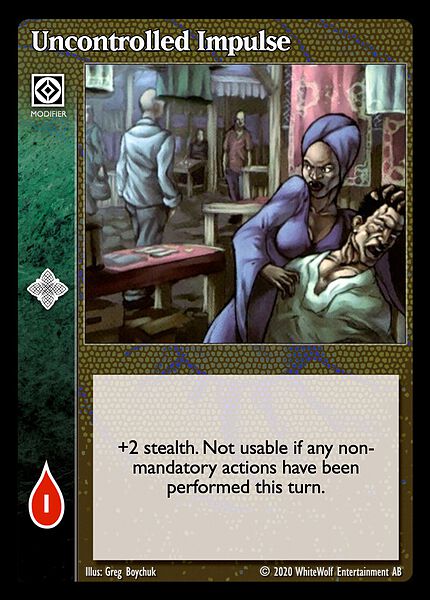 Uncontrolled Impulse
MODIFIER
+2 stealth. Not usable if any non-
mandatory actions have been
performed this turn.
1
Illus: Greg Boychuk © 2020 WhiteWolf Entertainment AB